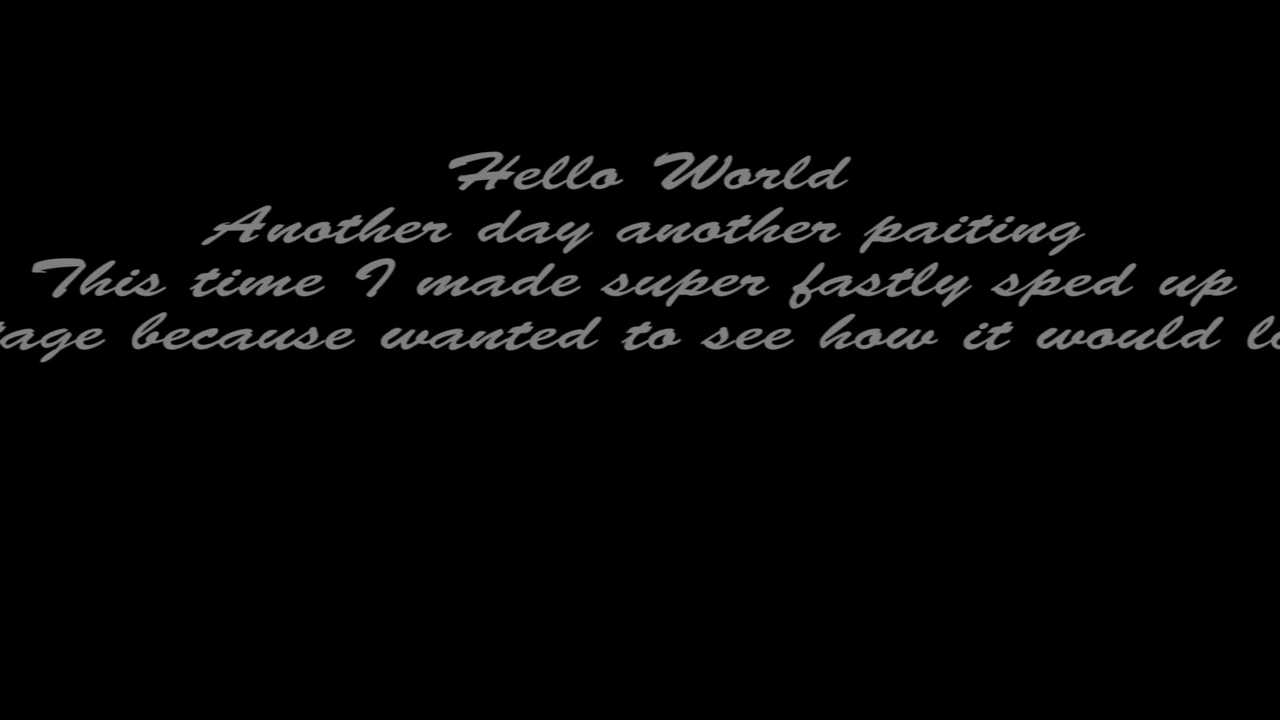 Hello World
Another day another paiting
This time I made super fastly sped up
because wanted to see how it would